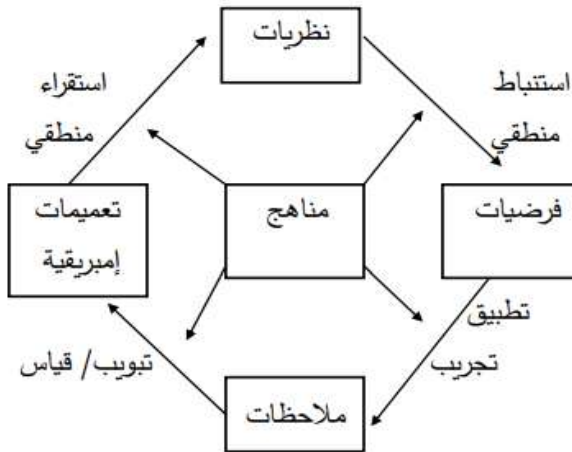 نظريات
استنباط
منطقي
استقراء
منطقي
فرضيات
مناهج
تعميمات
إمبريقية
تطبيق
تجريب
تبويب/ قياس
ملاحظات